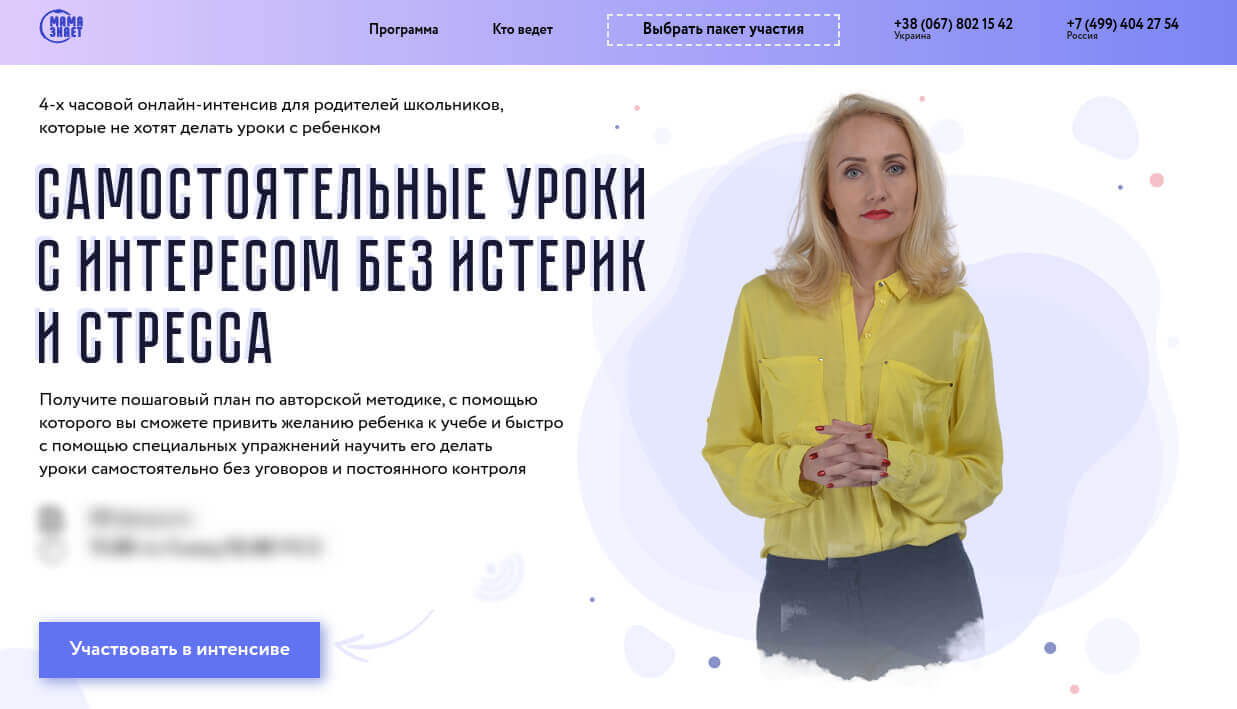 МАМА
ЗНАЕТ
Программа
Кто ведет
Выбрать пакет участия
+38 (067) 802 15 42
Украина
+7 (499) 404 27 54
Россия
4-х часовой онлайн-интенсив для родителей школьников,
которые не хотят делать уроки с ребенком
САМОСТОЯТЕЛЬНЫЕ УРОКИ
С ИНТЕРЕСОМ БЕЗ ИСТЕРИК
И СТРЕССА
Получите пошаговый план по авторской методике, с помощью
которого вы сможете привить желанию ребенка к учебе и быстро
с помощью специальных упражнений научить его делать
уроки самостоятельно без уговоров и постоянного контроля
Участвовать в интенсиве